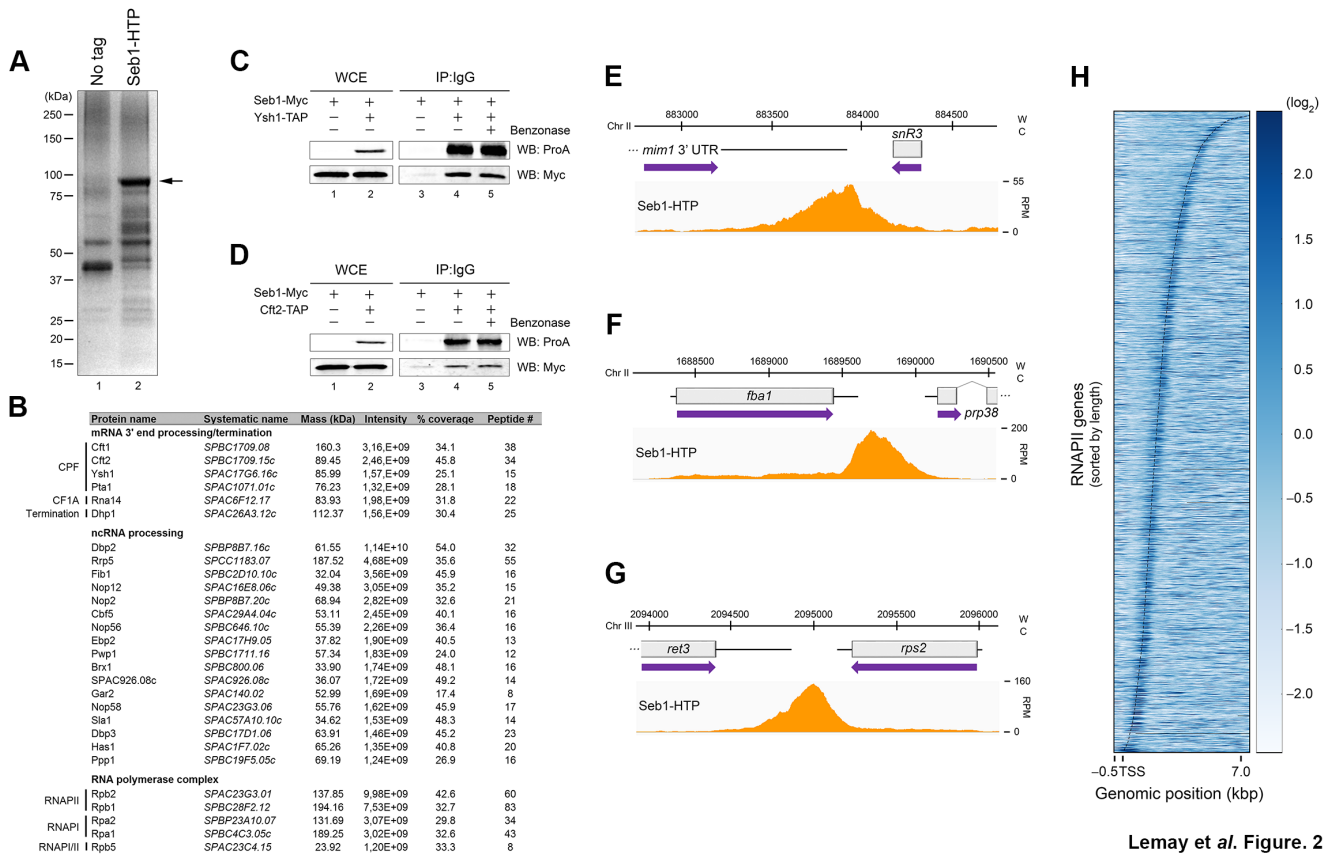 A
No tag
Seb1-HTP
(kDa)
250
150
100
75
50
37
25
20
15
1 2
B
Protein name Systematic name Mass (kDa) Intensity % coverage Peptide #
mRNA 3' end processing/termination
CPF
Cft1 SPBC1709.08 160.3 3,16,E+09 34.1 38
Cft2 SPBC1709.15c 89.45 2,46,E+09 45.8 34
Ysh1 SPAC17G6.16c 85.99 1,57,E+09 25.1 15
Pta1 SPAC1071.01c 76.23 1,32,E+09 28.1 18
CF1A Rna14 SPAC6F12.17 83.93 1,98,E+09 31.8 22
Termination Dhp1 SPAC26A3.12c 112.37 1,56,E+09 30.4 25
ncRNA processing
Dbp2 SPBP8B7.16c 61.55 1,14E+10 54.0 32
Rrp5 SPCC1183.07 187.52 4,68E+09 35.6 55
Fib1 SPBC2D10.10c 32.04 3,56E+09 45.9 16
Nop12 SPAC16E8.06c 49.38 3,05E+09 35.2 15
Nop2 SPBP8B7.20c 68.94 2,82E+09 32.6 21
Cbf5 SPAC29A4.04c 53.11 2,45E+09 40.1 16
Nop56 SPBC646.10c 55.39 2,26E+09 36.4 16
Ebp2 SPAC17H9.05 37.82 1,90E+09 40.5 13
Pwp1 SPBC1711.16 57.34 1,83E+09 24.0 12
Brx1 SPBC800.06 33.90 1,74E+09 48.1 16
SPAC926.08c SPAC926.08c 36.07 1,72E+09 49.2 14
Gar2 SPAC140.02 52.99 1,69E+09 17.4 8
Nop58 SPAC23G3.06 55.76 1,62E+09 45.9 17
Sla1 SPAC57A10.10c 34.62 1,53E+09 48.3 14
Dbp3 SPBC17D1.06 63.91 1,46E+09 45.2 23
Has1 SPAC1F7.02c 65.26 1,35E+09 40.8 20
Ppp1 SPBC19F5.05c 69.19 1,24E+09 26.9 16
RNA polymerase complex
RNAPII
Rpb2 SPAC23G3.01 137.85 9,98E+09 42.6 60
Rpb1 SPBC28F2.12 194.16 7,53E+09 32.7 83
RNAPI
Rpa2 SPBP23A10.07 131.69 3,07E+09 29.8 34
Rpa1 SPBC4C3.05c 189.25 3,02E+09 32.6 43
RNAPI/II Rpb5 SPAC23C4.15 23.92 1,20E+09 33.3 8
C
WCE IP:IgG
Seb1-Myc + + + + +
Ysh1-TAP – + – + +
– – – – + Benzonase
WB: ProA
WB: Myc
1 2 3 4 5
D
WCE IP:IgG
Seb1-Myc + + + + +
Cft2-TAP – + – + +
– – – – + Benzonase
WB: ProA
WB: Myc
1 2 3 4 5
E
883000 883500 884000 884500
Chr II
W
C
··· mim1 3' UTR
snR3
Seb1-HTP
55
0
RPM
F
1688500 1689000 1689500 1690000 1690500
Chr II
W
C
fba1
prp38
···
Seb1-HTP
200
0
RPM
G
2094000 2094500 2095000 2095500 2096000
Chr III
W
C
··· ret3
rps2
Seb1-HTP
160
0
RPM
H
(log2)
2.0
1.5
1.0
0.5
0.0
–0.5
–1.0
–1.5
–2.0
RNAPII genes
(sorted by length)
–0.5 TSS 7.0
Genomic position (kbp)
Lemay et al. Figure. 2